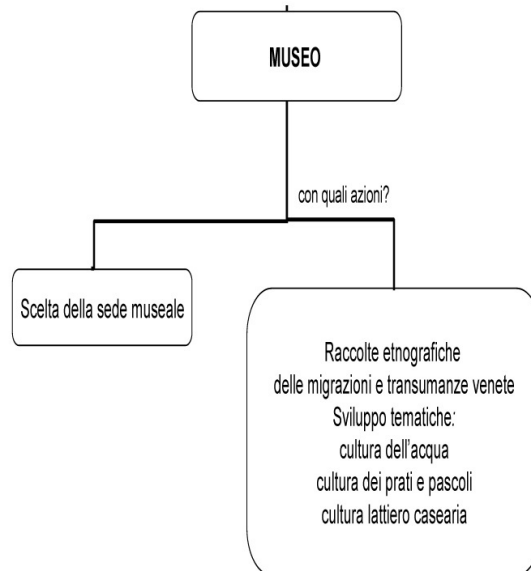 MUSEO
con quali azioni?
Scelta della sede museale
Raccolte etnografiche
delle migrazioni e transumanze venete
Sviluppo tematiche:
cultura dell'acqua
cultura dei prati e pascoli
cultura lattiero casearia